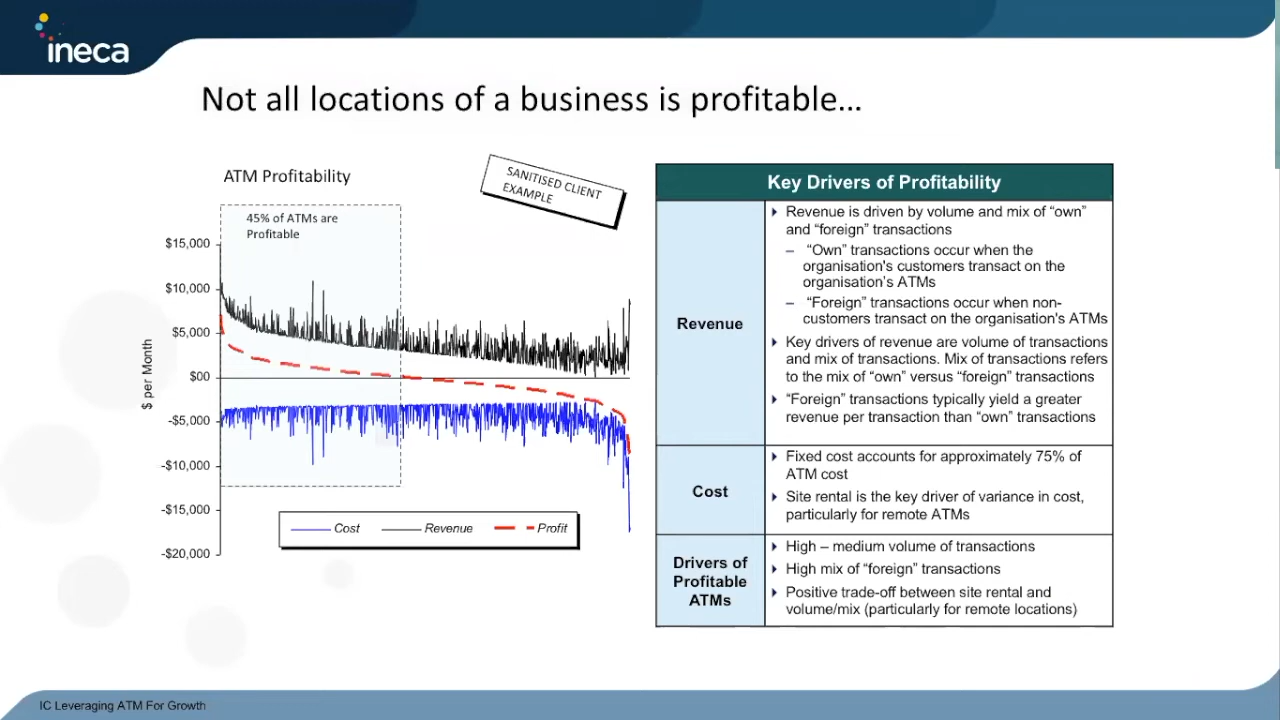 ineca
Not all locations of a business is profitable...
ATM Profitability
SANITISED CLIENT
EXAMPLE
45% of ATMs are
Profitable
$15,000
$10,000
$5,000
$00
-$5,000
-$10,000
-$15,000
-$20,000
$ per Month
Cost
Revenue
Profit
Key Drivers of Profitability
Revenue
Revenue is driven by volume and mix of “own”
and “foreign” transactions
– “Own” transactions occur when the
organisation's customers transact on the
organisation’s ATMs
– “Foreign” transactions occur when non-
customers transact on the organisation's ATMs
Key drivers of revenue are volume of transactions
and mix of transactions. Mix of transactions refers
to the mix of “own” versus “foreign” transactions
“Foreign” transactions typically yield a greater
revenue per transaction than “own” transactions
Cost
Fixed cost accounts for approximately 75% of
ATM cost
Site rental is the key driver of variance in cost,
particularly for remote ATMs
Drivers of
Profitable
ATMs
High – medium volume of transactions
High mix of “foreign” transactions
Positive trade-off between site rental and
volume/mix (particularly for remote locations)
IC Leveraging ATM For Growth